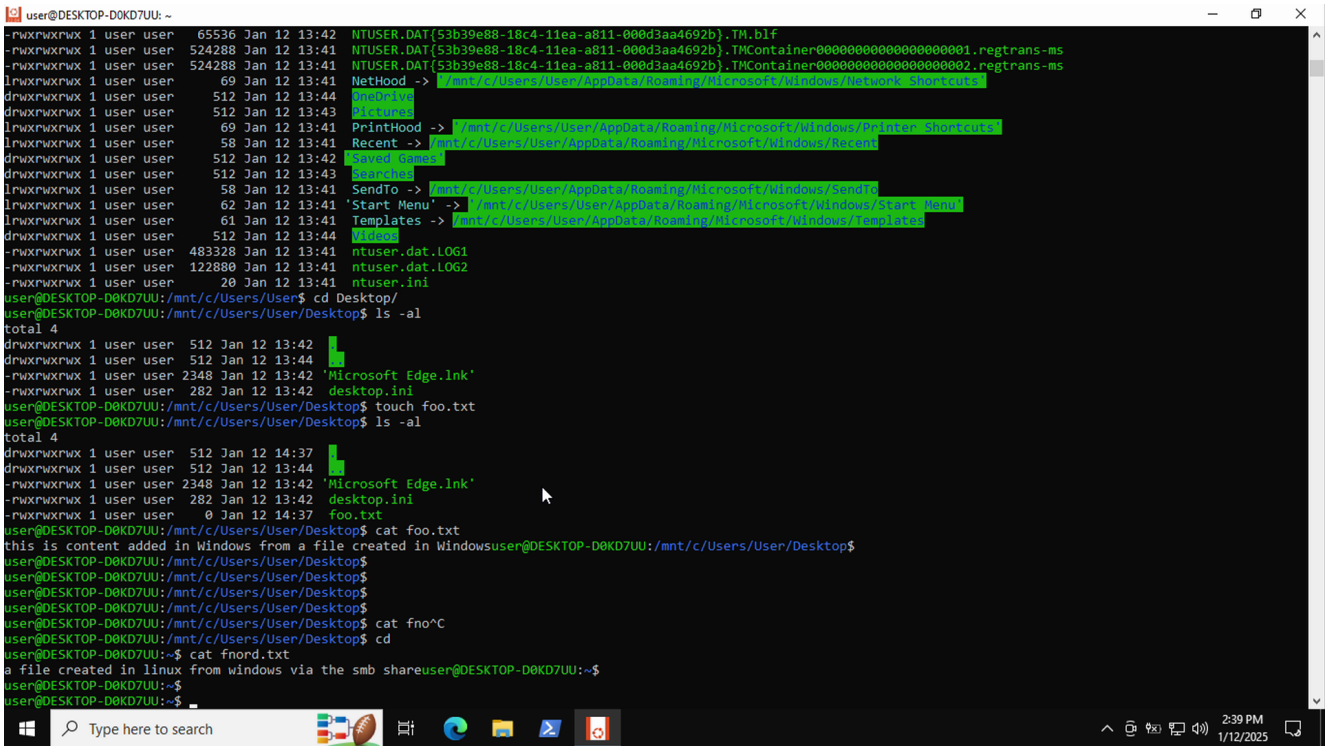 user@DESKTOP-D0KD7UU: ~
-rwxrwxrwx 1 user user   65536 Jan 12 13:42  NTUSER.DAT{53b39e88-18c4-11ea-a811-000d3aa4692b}.TM.blf
-rwxrwxrwx 1 user user  524288 Jan 12 13:41  NTUSER.DAT{53b39e88-18c4-11ea-a811-000d3aa4692b}.TMContainer00000000000000000001.regtrans-ms
-rwxrwxrwx 1 user user  524288 Jan 12 13:41  NTUSER.DAT{53b39e88-18c4-11ea-a811-000d3aa4692b}.TMContainer00000000000000000002.regtrans-ms
lrwxrwxrwx 1 user user      69 Jan 12 13:41  NetHood -> '/mnt/c/Users/User/AppData/Roaming/Microsoft/Windows/Network Shortcuts'
drwxrwxrwx 1 user user     512 Jan 12 13:44  OneDrive
drwxrwxrwx 1 user user     512 Jan 12 13:43  Pictures
lrwxrwxrwx 1 user user      69 Jan 12 13:41  PrintHood -> '/mnt/c/Users/User/AppData/Roaming/Microsoft/Windows/Printer Shortcuts'
lrwxrwxrwx 1 user user      58 Jan 12 13:41  Recent -> /mnt/c/Users/User/AppData/Roaming/Microsoft/Windows/Recent
drwxrwxrwx 1 user user     512 Jan 12 13:42 'Saved Games'
drwxrwxrwx 1 user user     512 Jan 12 13:43  Searches
lrwxrwxrwx 1 user user      58 Jan 12 13:41  SendTo -> /mnt/c/Users/User/AppData/Roaming/Microsoft/Windows/SendTo
lrwxrwxrwx 1 user user      62 Jan 12 13:41 'Start Menu' -> '/mnt/c/Users/User/AppData/Roaming/Microsoft/Windows/Start Menu'
lrwxrwxrwx 1 user user      61 Jan 12 13:41  Templates -> /mnt/c/Users/User/AppData/Roaming/Microsoft/Windows/Templates
drwxrwxrwx 1 user user     512 Jan 12 13:44  Videos
-rwxrwxrwx 1 user user  483328 Jan 12 13:41  ntuser.dat.LOG1
-rwxrwxrwx 1 user user  122880 Jan 12 13:41  ntuser.dat.LOG2
-rwxrwxrwx 1 user user      20 Jan 12 13:41  ntuser.ini
user@DESKTOP-D0KD7UU:/mnt/c/Users/User$ cd Desktop/
user@DESKTOP-D0KD7UU:/mnt/c/Users/User/Desktop$ ls -al
total 4
drwxrwxrwx 1 user user  512 Jan 12 13:42  .
drwxrwxrwx 1 user user  512 Jan 12 13:44  ..
-rwxrwxrwx 1 user user 2348 Jan 12 13:42 'Microsoft Edge.lnk'
-rwxrwxrwx 1 user user  282 Jan 12 13:42  desktop.ini
user@DESKTOP-D0KD7UU:/mnt/c/Users/User/Desktop$ touch foo.txt
user@DESKTOP-D0KD7UU:/mnt/c/Users/User/Desktop$ ls -al
total 4
drwxrwxrwx 1 user user  512 Jan 12 14:37  .
drwxrwxrwx 1 user user  512 Jan 12 13:44  ..
-rwxrwxrwx 1 user user 2348 Jan 12 13:42 'Microsoft Edge.lnk'
-rwxrwxrwx 1 user user  282 Jan 12 13:42  desktop.ini
-rwxrwxrwx 1 user user    0 Jan 12 14:37  foo.txt
user@DESKTOP-D0KD7UU:/mnt/c/Users/User/Desktop$ cat foo.txt
this is content added in Windows from a file created in Windowsuser@DESKTOP-D0KD7UU:/mnt/c/Users/User/Desktop$
user@DESKTOP-D0KD7UU:/mnt/c/Users/User/Desktop$
user@DESKTOP-D0KD7UU:/mnt/c/Users/User/Desktop$
user@DESKTOP-D0KD7UU:/mnt/c/Users/User/Desktop$
user@DESKTOP-D0KD7UU:/mnt/c/Users/User/Desktop$
user@DESKTOP-D0KD7UU:/mnt/c/Users/User/Desktop$ cat fno^C
user@DESKTOP-D0KD7UU:/mnt/c/Users/User/Desktop$ cd
user@DESKTOP-D0KD7UU:~$ cat fnord.txt
a file created in linux from windows via the smb shareuser@DESKTOP-D0KD7UU:~$
user@DESKTOP-D0KD7UU:~$
user@DESKTOP-D0KD7UU:~$
Type here to search
2:39 PM
1/12/2025